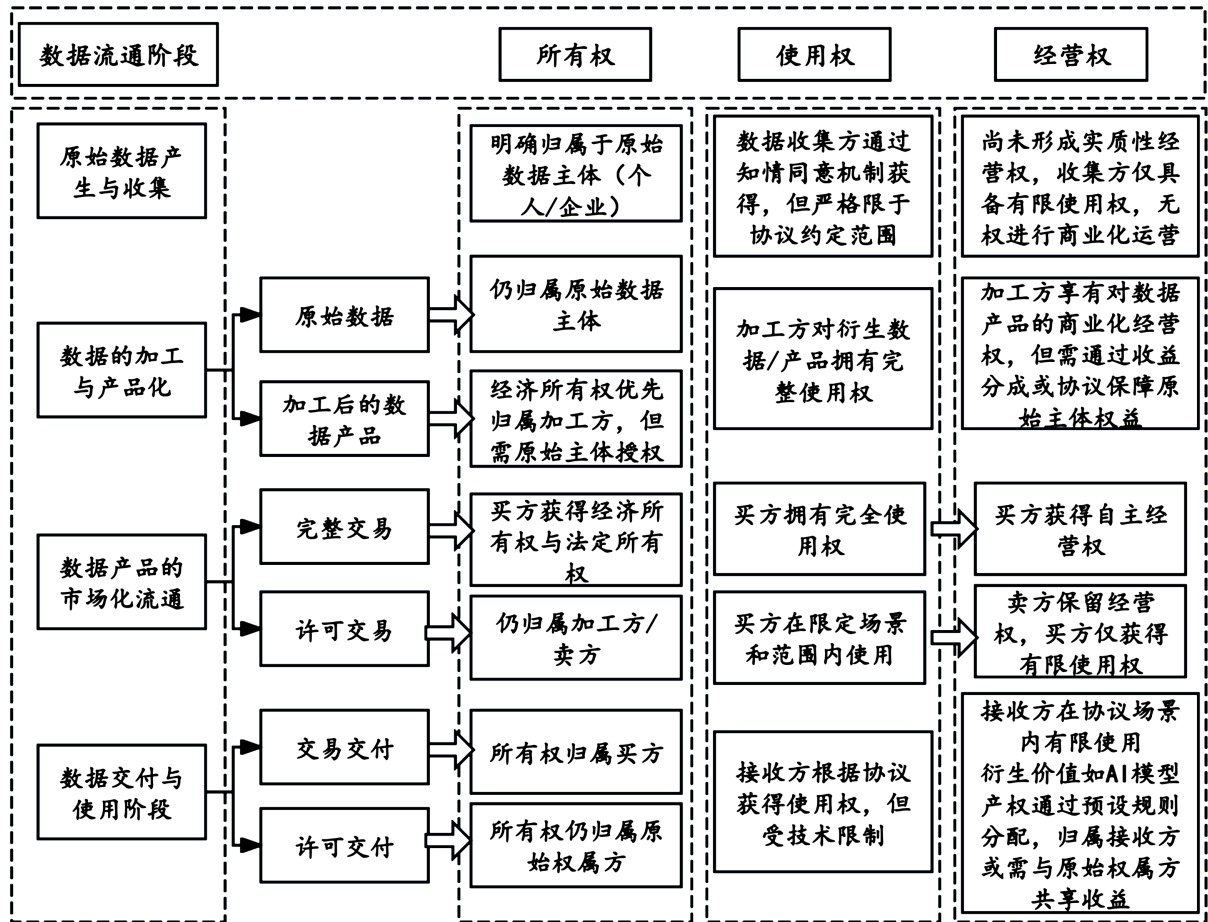 数据流通阶段
所有权
使用权
经营权
原始数据产
生与收集
明确归属于原始
数据主体（个
人/企业）
数据收集方通过
知情同意机制获
得，但严格限于
协议约定范围
尚未形成实质性经
营权，收集方仅具
备有限使用权，无
权进行商业化运营
数据的加工
与产品化
原始数据
仍归属原始数据
主体
加工后的数
据产品
经济所有权优先
归属加工方，但
需原始主体授权
加工方对衍生数
据/产品拥有完
整使用权
加工方享有对数据
产品的商业化经营
权，但需通过收益
分成或协议保障原
始主体权益
数据产品的
市场化流通
完整交易
买方获得经济所
有权与法定所有
权
买方拥有完全使
用权
买方获得自主经
营权
许可交易
仍归属加工方/
卖方
买方在限定场景
和范围内使用
卖方保留经营
权，买方仅获得
有限使用权
数据交付与
使用阶段
交易交付
所有权归属买方
许可交付
所有权仍归属原
始权属方
接收方根据协议
获得使用权，但
受技术限制
接收方在协议场景
内有限使用
衍生价值如AI模型
产权通过预设规则
分配，归属接收方
或需与原始权属方
共享收益